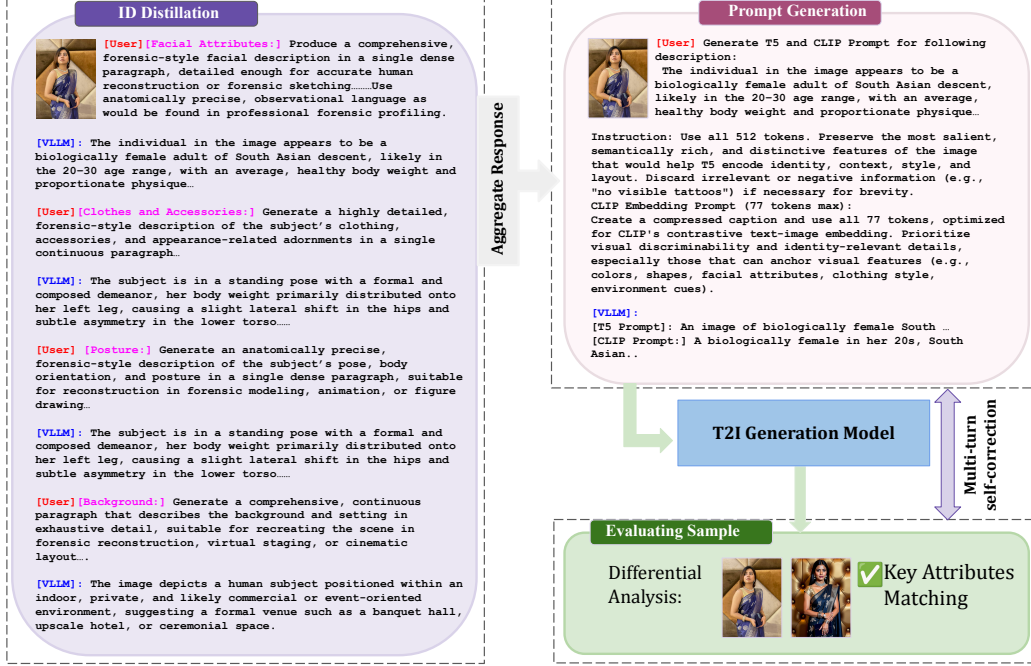 ID Distillation
[User][Facial Attributes:] Produce a comprehensive,
forensic-style facial description in a single dense
paragraph, detailed enough for accurate human
reconstruction or forensic sketching………Use
anatomically precise, observational language as
would be found in professional forensic profiling.
[VLLM]: The individual in the image appears to be a
biologically female adult of South Asian descent, likely in
the 20–30 age range, with an average, healthy body weight and
proportionate physique…
[User][Clothes and Accessories:] Generate a highly detailed,
forensic-style description of the subject's clothing,
accessories, and appearance-related adornments in a single
continuous paragraph…
[VLLM]: The subject is in a standing pose with a formal and
composed demeanor, her body weight primarily distributed onto
her left leg, causing a slight lateral shift in the hips and
subtle asymmetry in the lower torso……
[User] [Posture:] Generate an anatomically precise,
forensic-style description of the subject's pose, body
orientation, and posture in a single dense paragraph, suitable
for reconstruction in forensic modeling, animation, or figure
drawing…
[VLLM]: The subject is in a standing pose with a formal and
composed demeanor, her body weight primarily distributed onto
her left leg, causing a slight lateral shift in the hips and
subtle asymmetry in the lower torso……
[User][Background:] Generate a comprehensive, continuous
paragraph that describes the background and setting in
exhaustive detail, suitable for recreating the scene in
forensic reconstruction, virtual staging, or cinematic
layout….
[VLLM]: The image depicts a human subject positioned within an
indoor, private, and likely commercial or event-oriented
environment, suggesting a formal venue such as a banquet hall,
upscale hotel, or ceremonial space.
Aggregate Response
Prompt Generation
[User] Generate T5 and CLIP Prompt for following
description:
The individual in the image appears to be a
biologically female adult of South Asian descent,
likely in the 20–30 age range, with an average,
healthy body weight and proportionate physique…
Instruction: Use all 512 tokens. Preserve the most salient,
semantically rich, and distinctive features of the image
that would help T5 encode identity, context, style, and
layout. Discard irrelevant or negative information (e.g.,
"no visible tattoos") if necessary for brevity.
CLIP Embedding Prompt (77 tokens max):
Create a compressed caption and use all 77 tokens, optimized
for CLIP's contrastive text-image embedding. Prioritize
visual discriminability and identity-relevant details,
especially those that can anchor visual features (e.g.,
colors, shapes, facial attributes, clothing style,
environment cues).
[VLLM]:
[T5 Prompt]: An image of biologically female South …
[CLIP Prompt:] A biologically female in her 20s, South
Asian..
T2I Generation Model
Multi-turn
self-correction
Evaluating Sample
Differential
Analysis:
Key Attributes
Matching